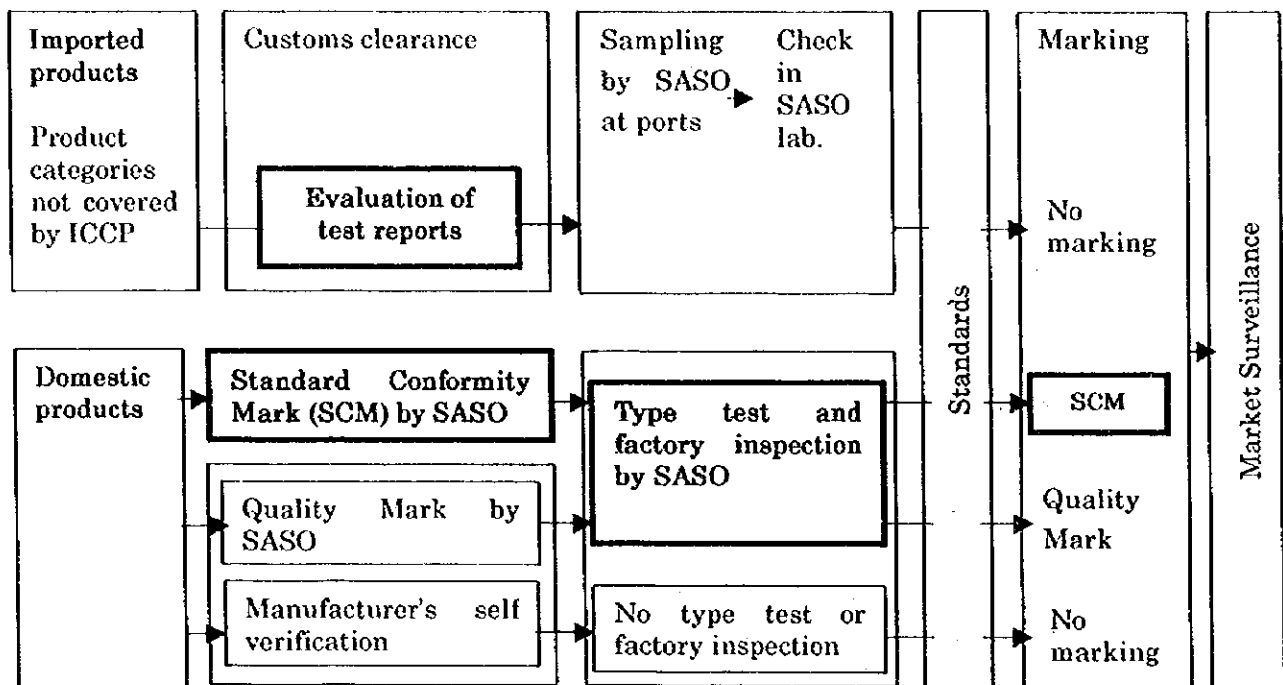 Imported
products
Product
categories
not covered
by ICCP
Customs clearance
Evaluation of
test reports
Sampling
by SASO
at ports
Check
in
SASO
lab.
Standards
Marking
No
marking
Market Surveillance
Domestic
products
Standard Conformity
Mark (SCM) by SASO
Quality Mark by
SASO
Manufacturer's self
verification
Type test and
factory inspection
by SASO
No type test or
factory inspection
SCM
Quality
Mark
No
marking